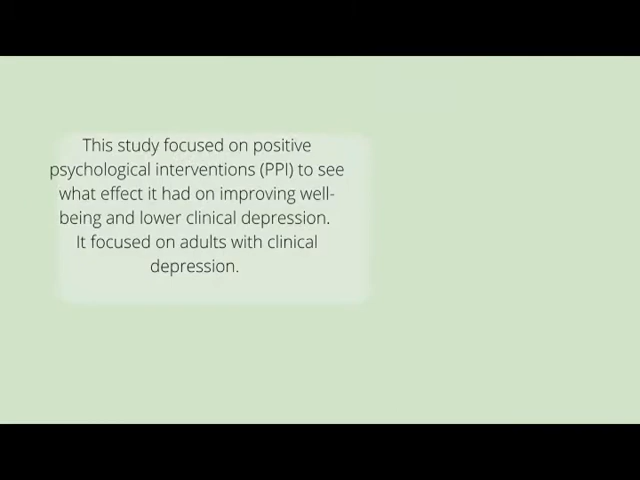 This study focused on positive
psychological interventions (PPI) to see
what effect it had on improving well-
being and lower clinical depression.
It focused on adults with clinical
depression.